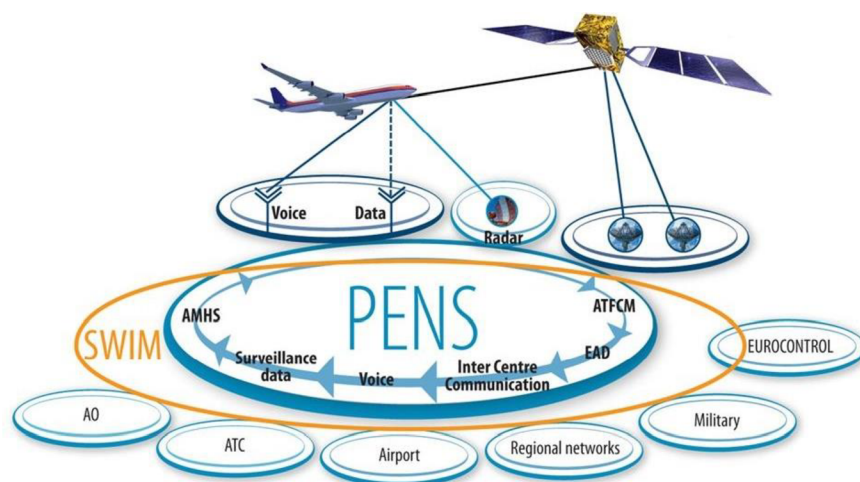 Voice
Data
Radar
PENS
SWIM
AMHS
ATFCM
Surveillance
data
Voice
Inter Centre
Communication
EAD
EUROCONTROL
AO
ATC
Airport
Regional networks
Military